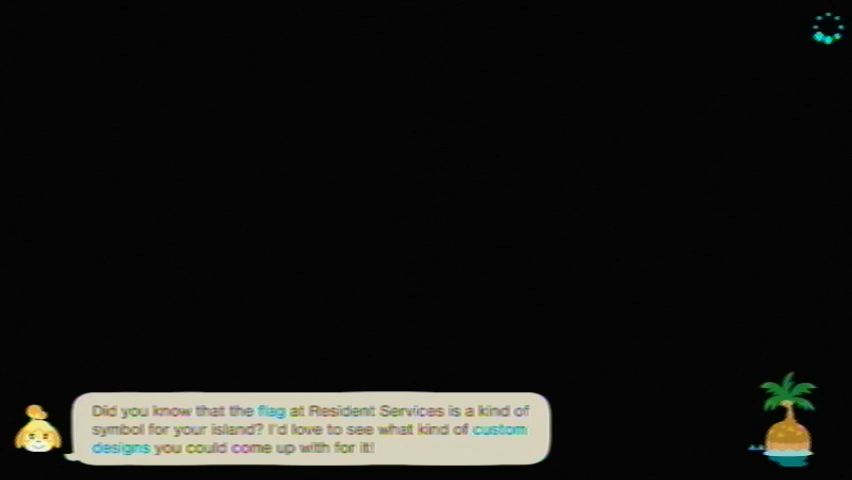 Did you know that the flag at Resident Services is a kind of
symbol for your island? I'd love to see what kind of custom
designs you could come up with for it!